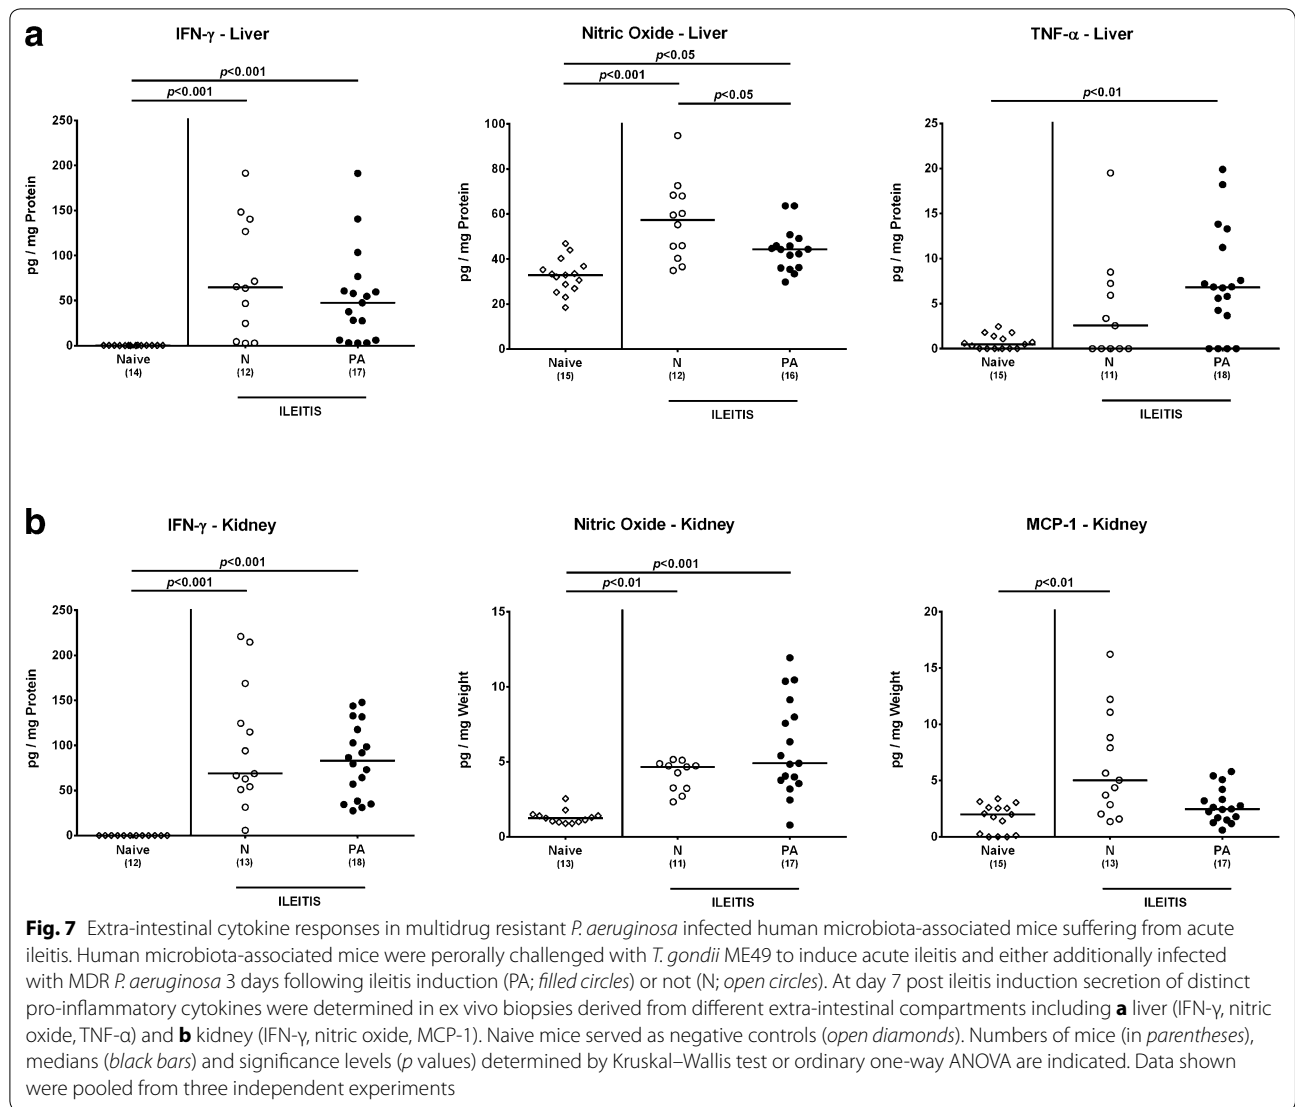 a
IFN-γ - Liver
Nitric Oxide - Liver
TNF-α - Liver
p<0.001
p<0.001
p<0.05
p<0.001
p<0.05
p<0.01
pg / mg Protein
250
200
150
100
50
0
Naive
(14)
N
(12)
PA
(17)
ILEITIS
pg / mg Protein
100
80
60
40
20
0
Naive
(15)
N
(12)
PA
(16)
ILEITIS
pg / mg Protein
25
20
15
10
5
0
Naive
(15)
N
(11)
PA
(18)
ILEITIS
b
IFN-γ - Kidney
Nitric Oxide - Kidney
MCP-1 - Kidney
p<0.001
p<0.001
p<0.001
p<0.01
p<0.01
pg / mg Protein
250
200
150
100
50
0
Naive
(12)
N
(13)
PA
(18)
ILEITIS
pg / mg Weight
15
10
5
0
Naive
(13)
N
(11)
PA
(17)
ILEITIS
pg / mg Weight
20
15
10
5
0
Naive
(15)
N
(13)
PA
(17)
ILEITIS
Fig. 7 Extra-intestinal cytokine responses in multidrug resistant P. aeruginosa infected human microbiota-associated mice suffering from acute
ileitis. Human microbiota-associated mice were perorally challenged with T. gondii ME49 to induce acute ileitis and either additionally infected
with MDR P. aeruginosa 3 days following ileitis induction (PA; filled circles) or not (N; open circles). At day 7 post ileitis induction secretion of distinct
pro-inflammatory cytokines were determined in ex vivo biopsies derived from different extra-intestinal compartments including a liver (IFN-γ, nitric
oxide, TNF-α) and b kidney (IFN-γ, nitric oxide, MCP-1). Naive mice served as negative controls (open diamonds). Numbers of mice (in parentheses),
medians (black bars) and significance levels (p values) determined by Kruskal–Wallis test or ordinary one-way ANOVA are indicated. Data shown
were pooled from three independent experiments